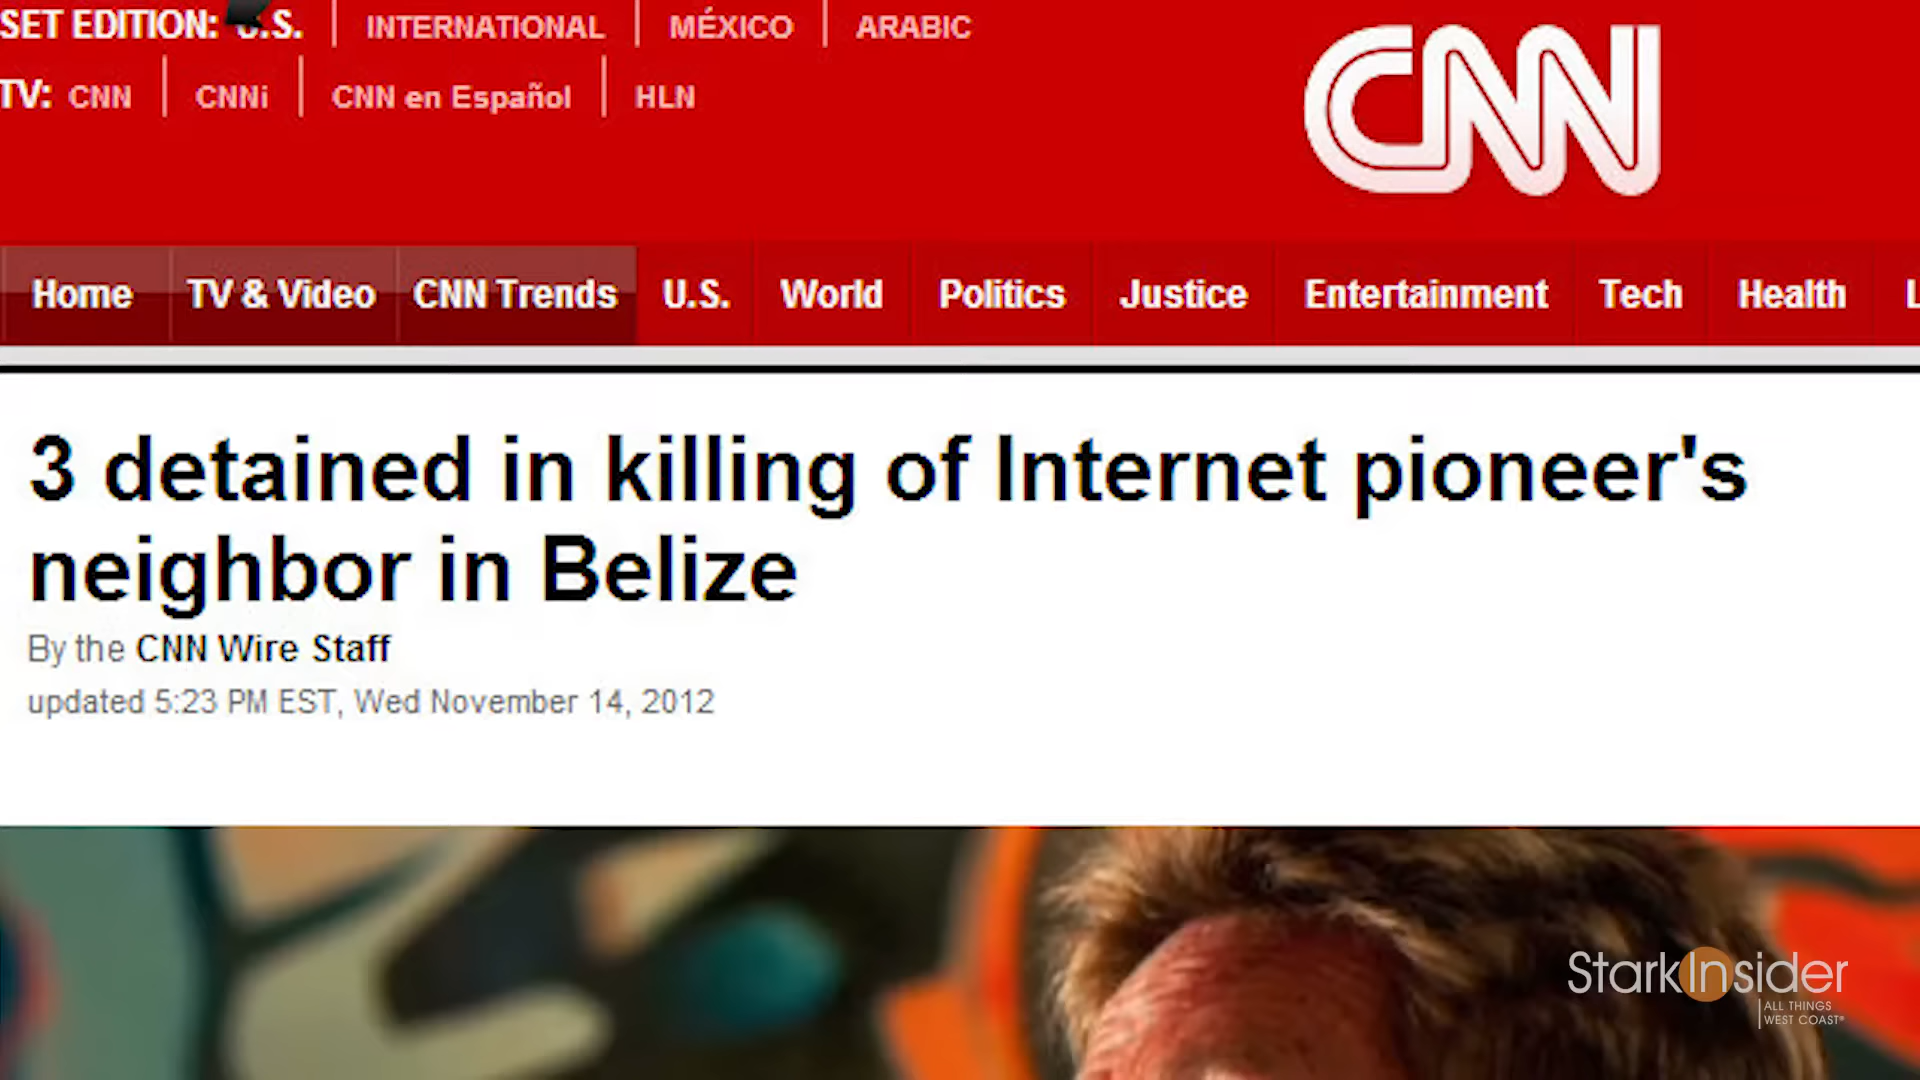 SET EDITION: U.S. INTERNATIONAL MÉXICO ARABIC
TV: CNN CNNi CNN en Español HLN
CNN
Home TV & Video CNN Trends U.S. World Politics Justice Entertainment Tech Health
3 detained in killing of Internet pioneer's
neighbor in Belize
By the CNN Wire Staff
updated 5:23 PM EST, Wed November 14, 2012
StarkInsider
ALL THINGS
WEST COAST®